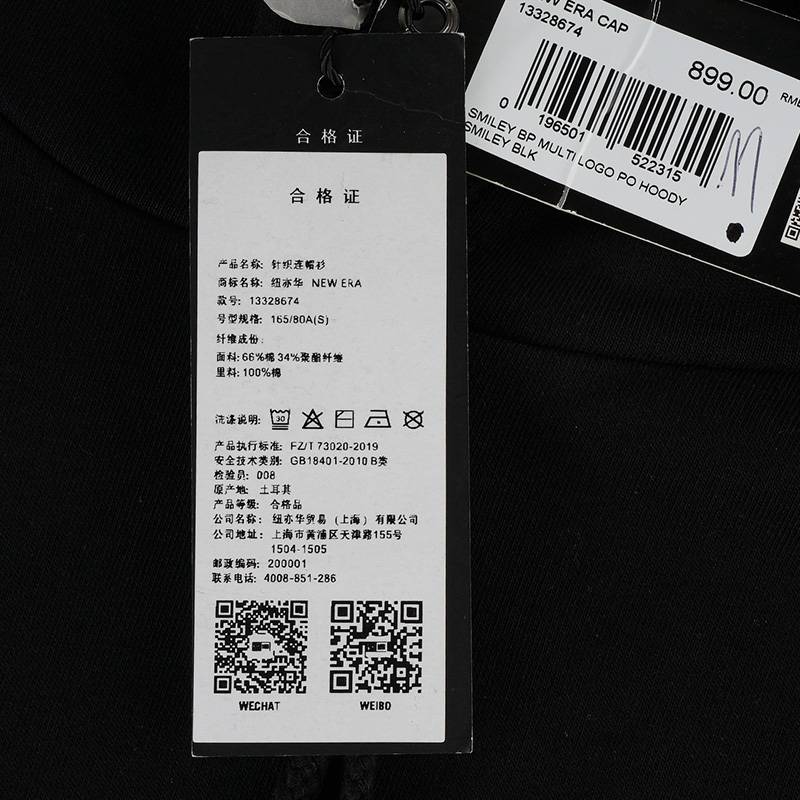 NEW ERA CAP
13328674
899.00 RMB
0 196501 522315
SMILEY BP MULTI LOGO PO HOODY
SMILEY BLK
合格证
合格证
产品名称: 针织连帽衫
商标名称: 纽亦华 NEW ERA
款号: 13328674
号型规格: 165/80A(S)
纤维成份:
面料: 66%棉 34%聚酯纤维
里料: 100%棉
洗涤说明: 30
产品执行标准: FZ/T 73020-2019
安全技术类别: GB18401-2010 B类
检验员: 008
原产地: 土耳其
产品等级: 合格品
公司名称: 纽亦华贸易（上海）有限公司
公司地址: 上海市黄浦区天津路155号
1504-1505
邮政编码: 200001
联系电话: 4008-851-286
WECHAT WEIBO